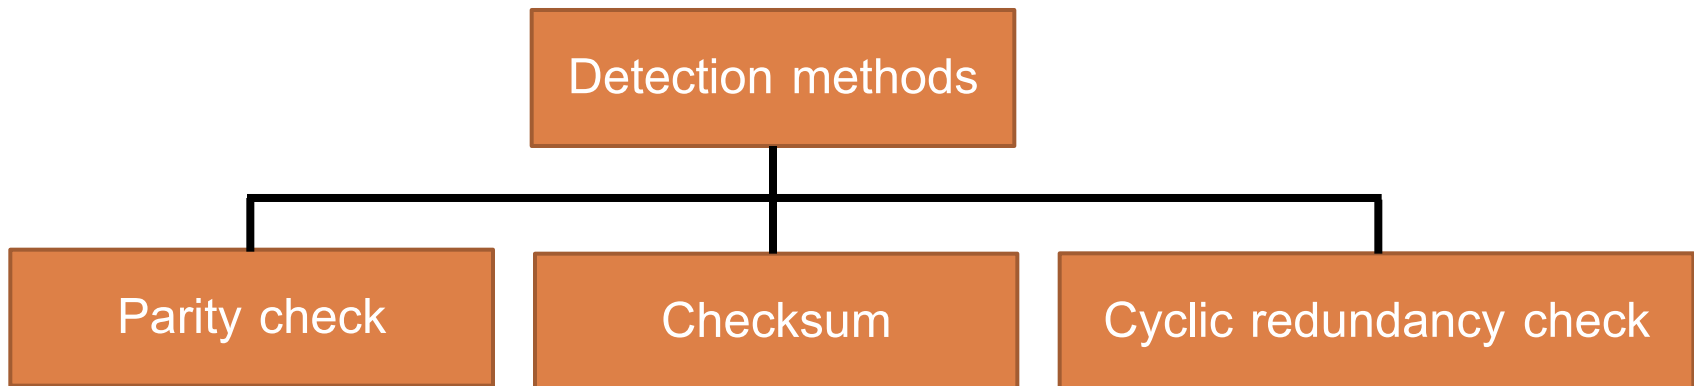 Detection methods
Parity check
Checksum
Cyclic redundancy check